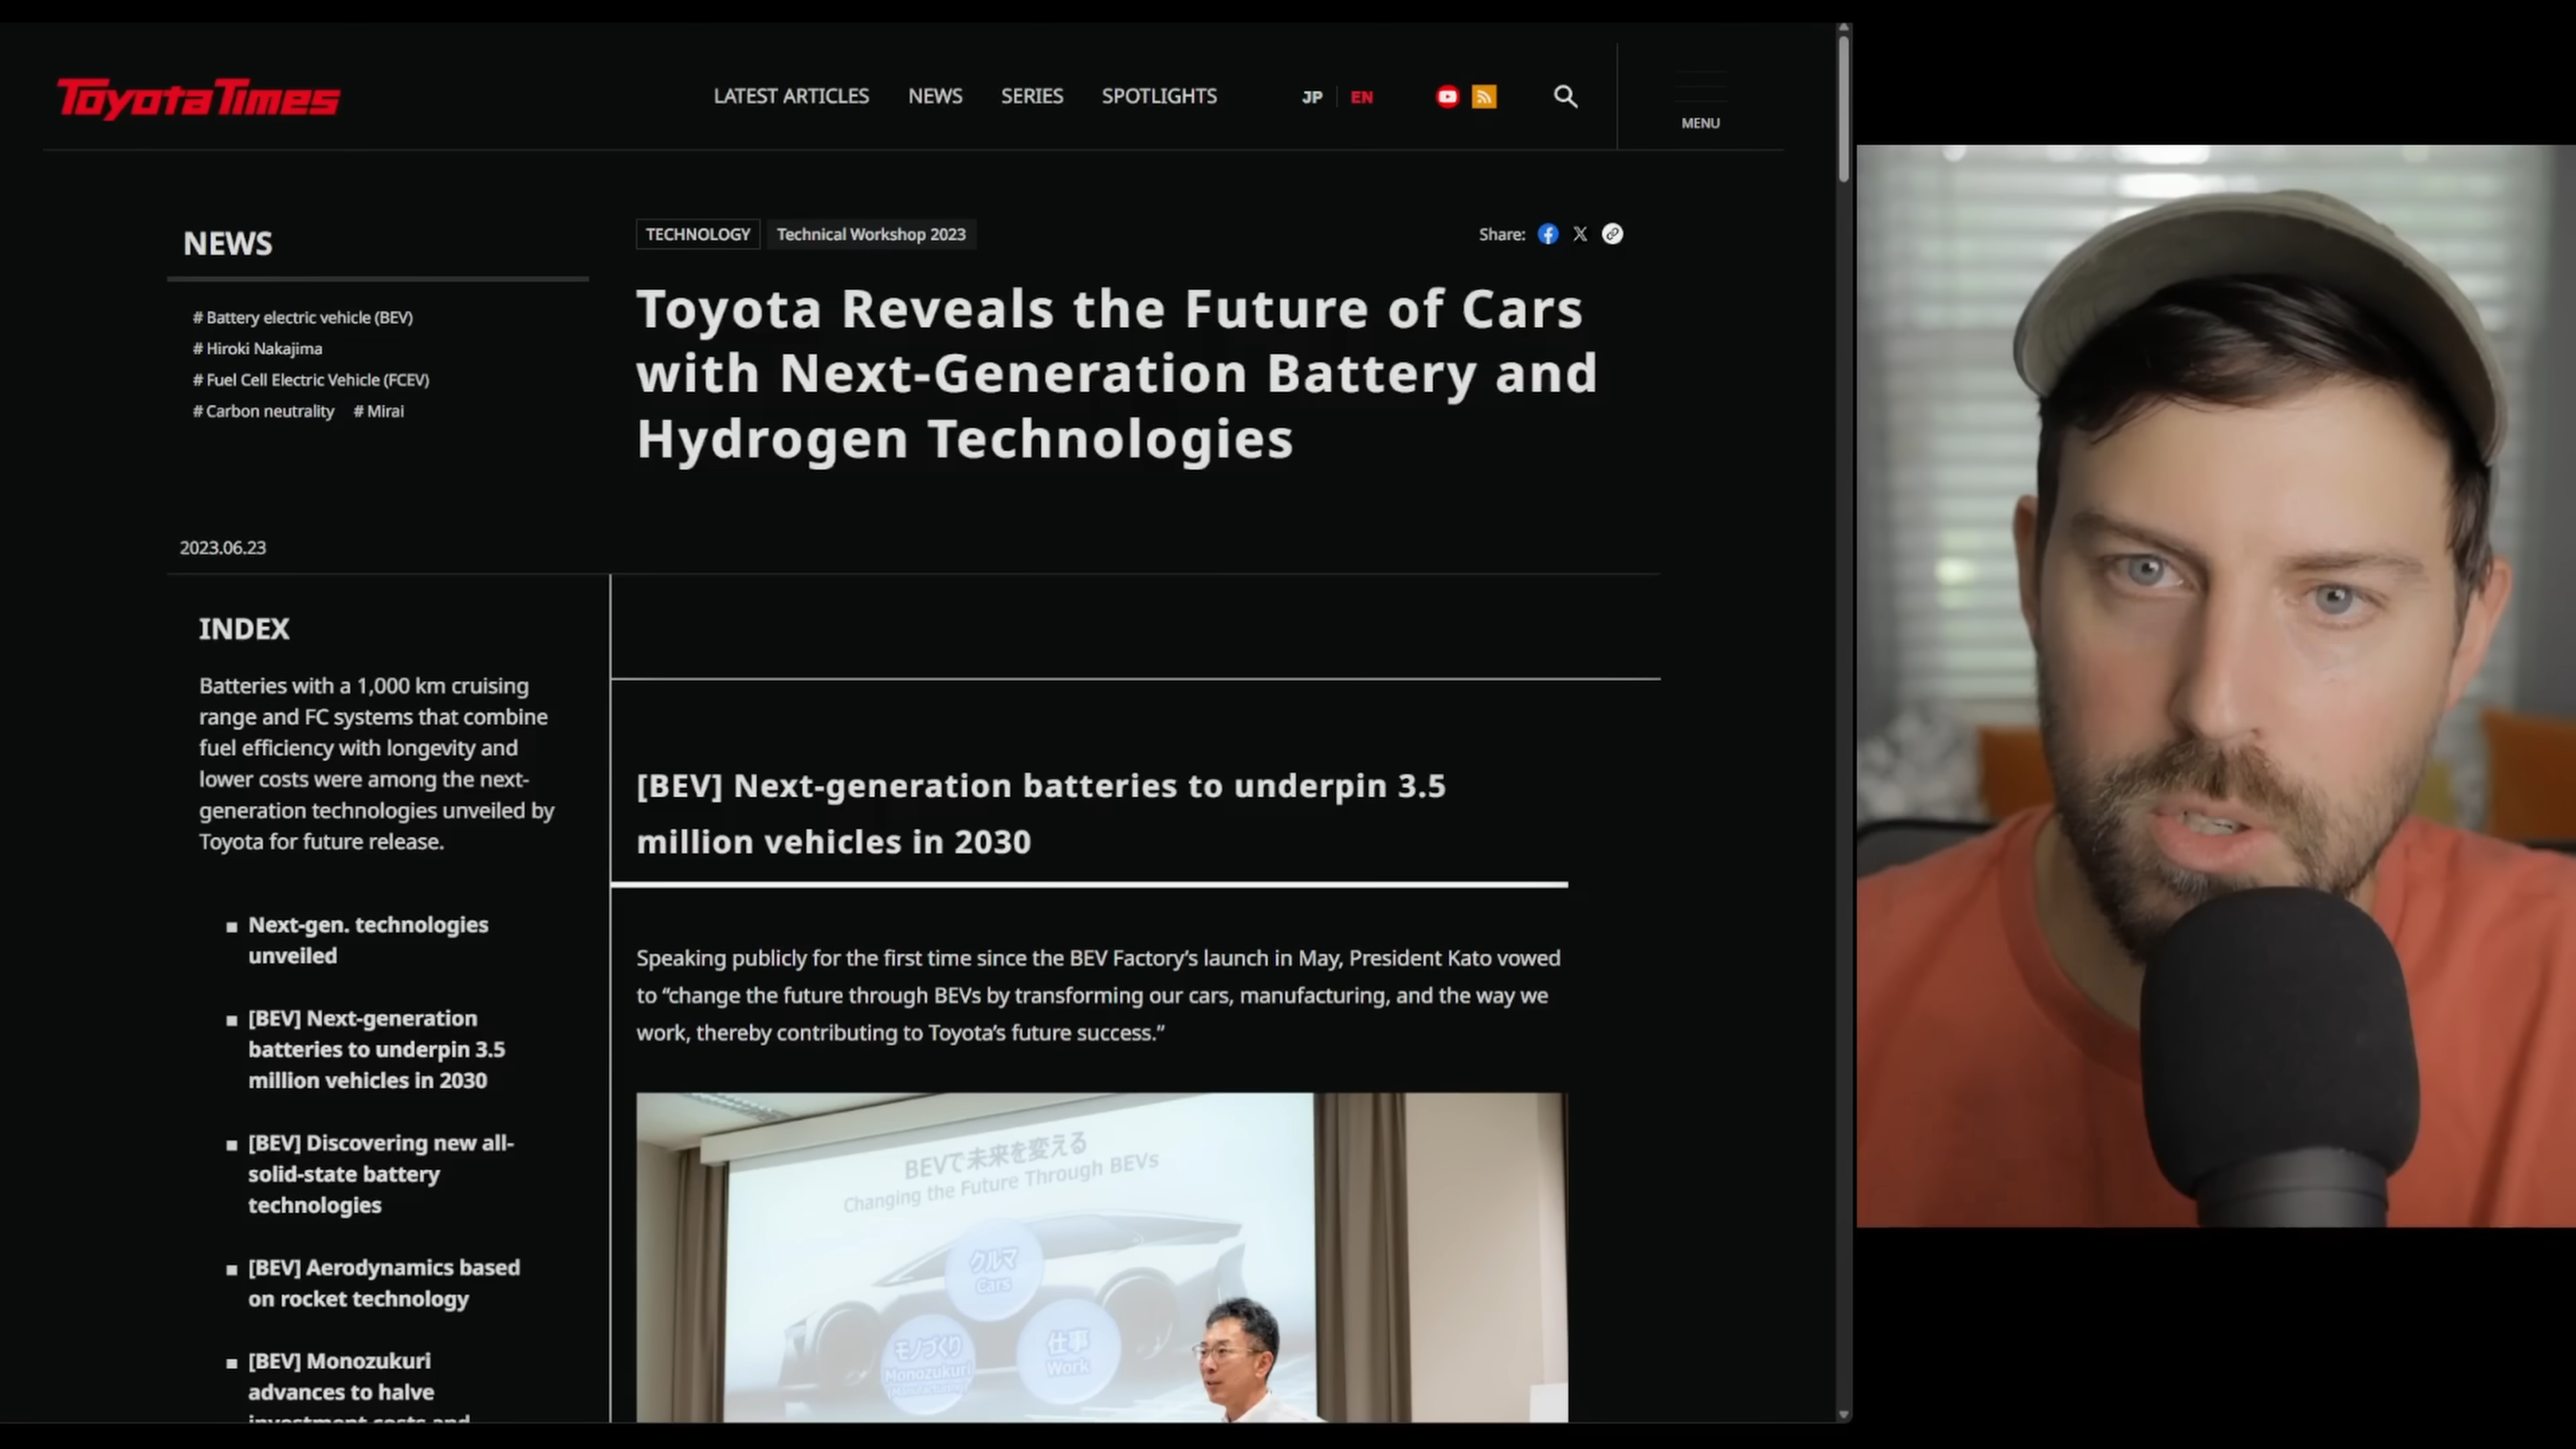 Toyota Times
LATEST ARTICLES NEWS SERIES SPOTLIGHTS JP EN
MENU
NEWS
# Battery electric vehicle (BEV)
# Hiroki Nakajima
# Fuel Cell Electric Vehicle (FCEV)
# Carbon neutrality # Mirai
2023.06.23
TECHNOLOGY Technical Workshop 2023
Share:
Toyota Reveals the Future of Cars
with Next-Generation Battery and
Hydrogen Technologies
INDEX
Batteries with a 1,000 km cruising
range and FC systems that combine
fuel efficiency with longevity and
lower costs were among the next-
generation technologies unveiled by
Toyota for future release.
■ Next-gen. technologies
unveiled
■ [BEV] Next-generation
batteries to underpin 3.5
million vehicles in 2030
■ [BEV] Discovering new all-
solid-state battery
technologies
■ [BEV] Aerodynamics based
on rocket technology
■ [BEV] Monozukuri
advances to halve
investment costs and
[BEV] Next-generation batteries to underpin 3.5
million vehicles in 2030
Speaking publicly for the first time since the BEV Factory’s launch in May, President Kato vowed
to “change the future through BEVs by transforming our cars, manufacturing, and the way we
work, thereby contributing to Toyota’s future success.”
BEVで未来を変える
Changing the Future Through BEVs
クルマ
Cars
モノづくり
Monozukuri
(Manufacturing)
仕事
Work